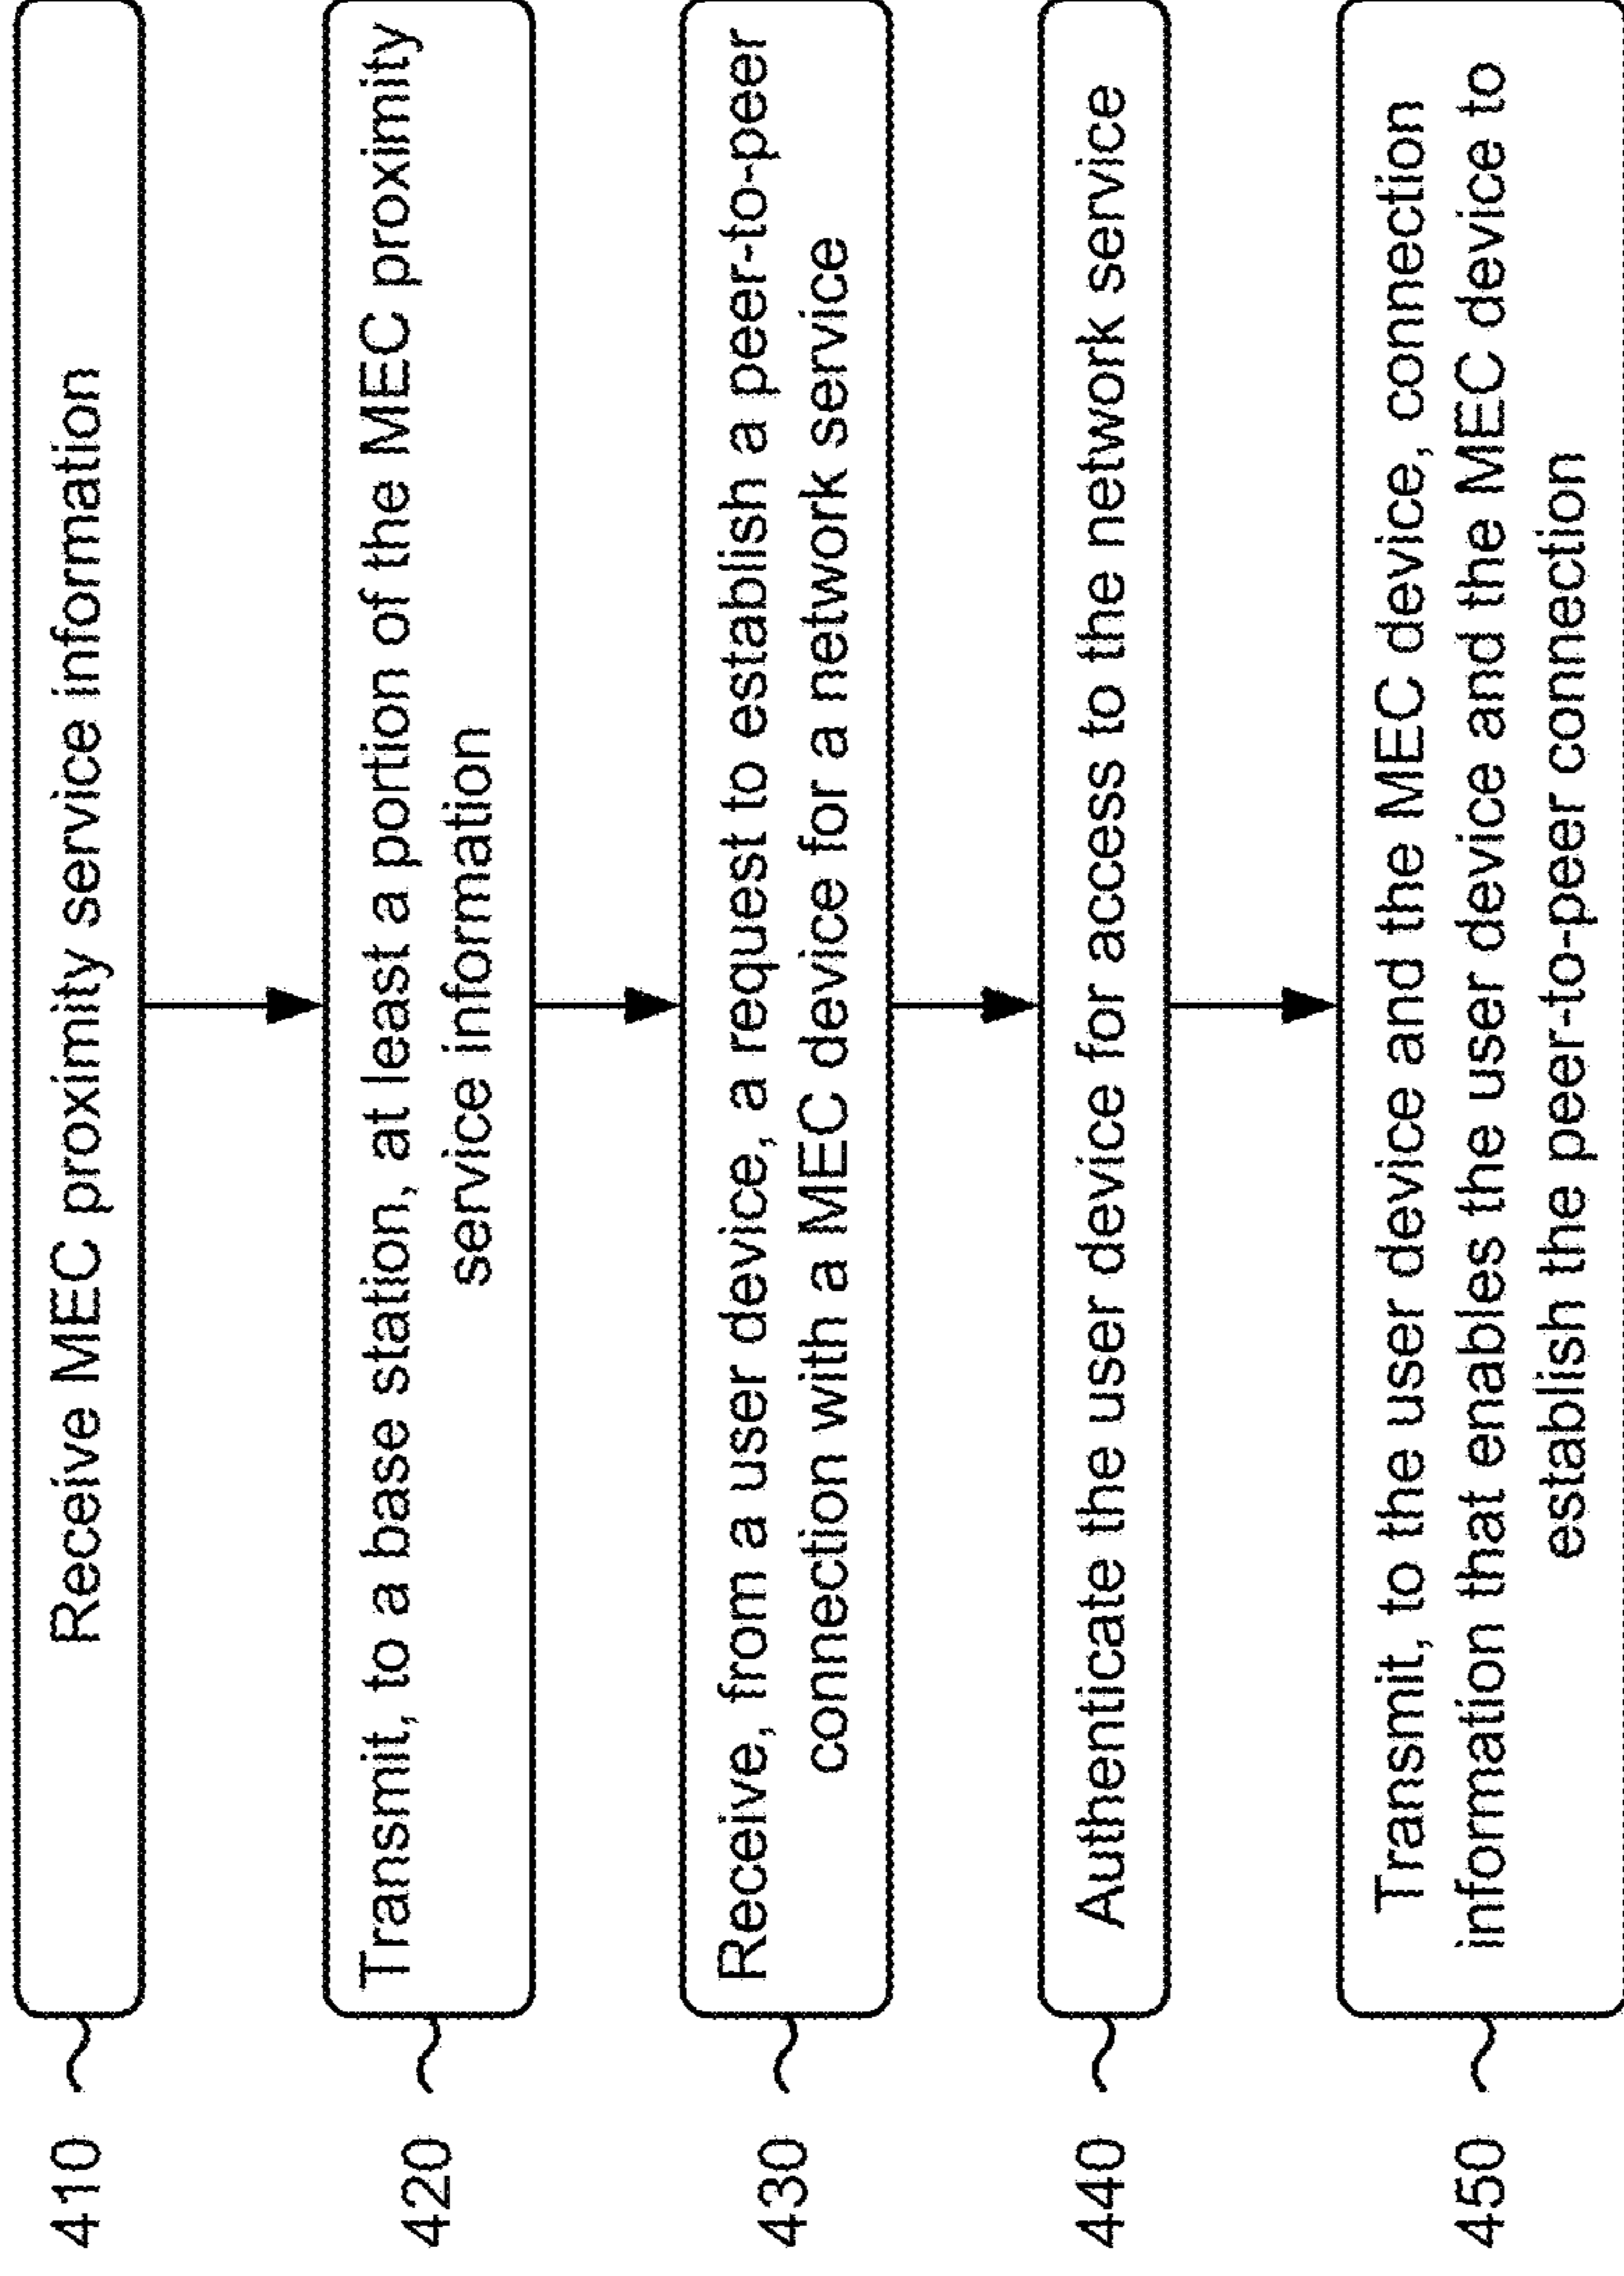 410
Receive MEC proximity service information
420
Transmit, to a base station, at least a portion of the MEC proximity
service information
430
Receive, from a user device, a request to establish a peer-to-peer
connection with a MEC device for a network service
440
Authenticate the user device for access to the network service
450
Transmit, to the user device and the MEC device, connection
information that enables the user device and the MEC device to
establish the peer-to-peer connection